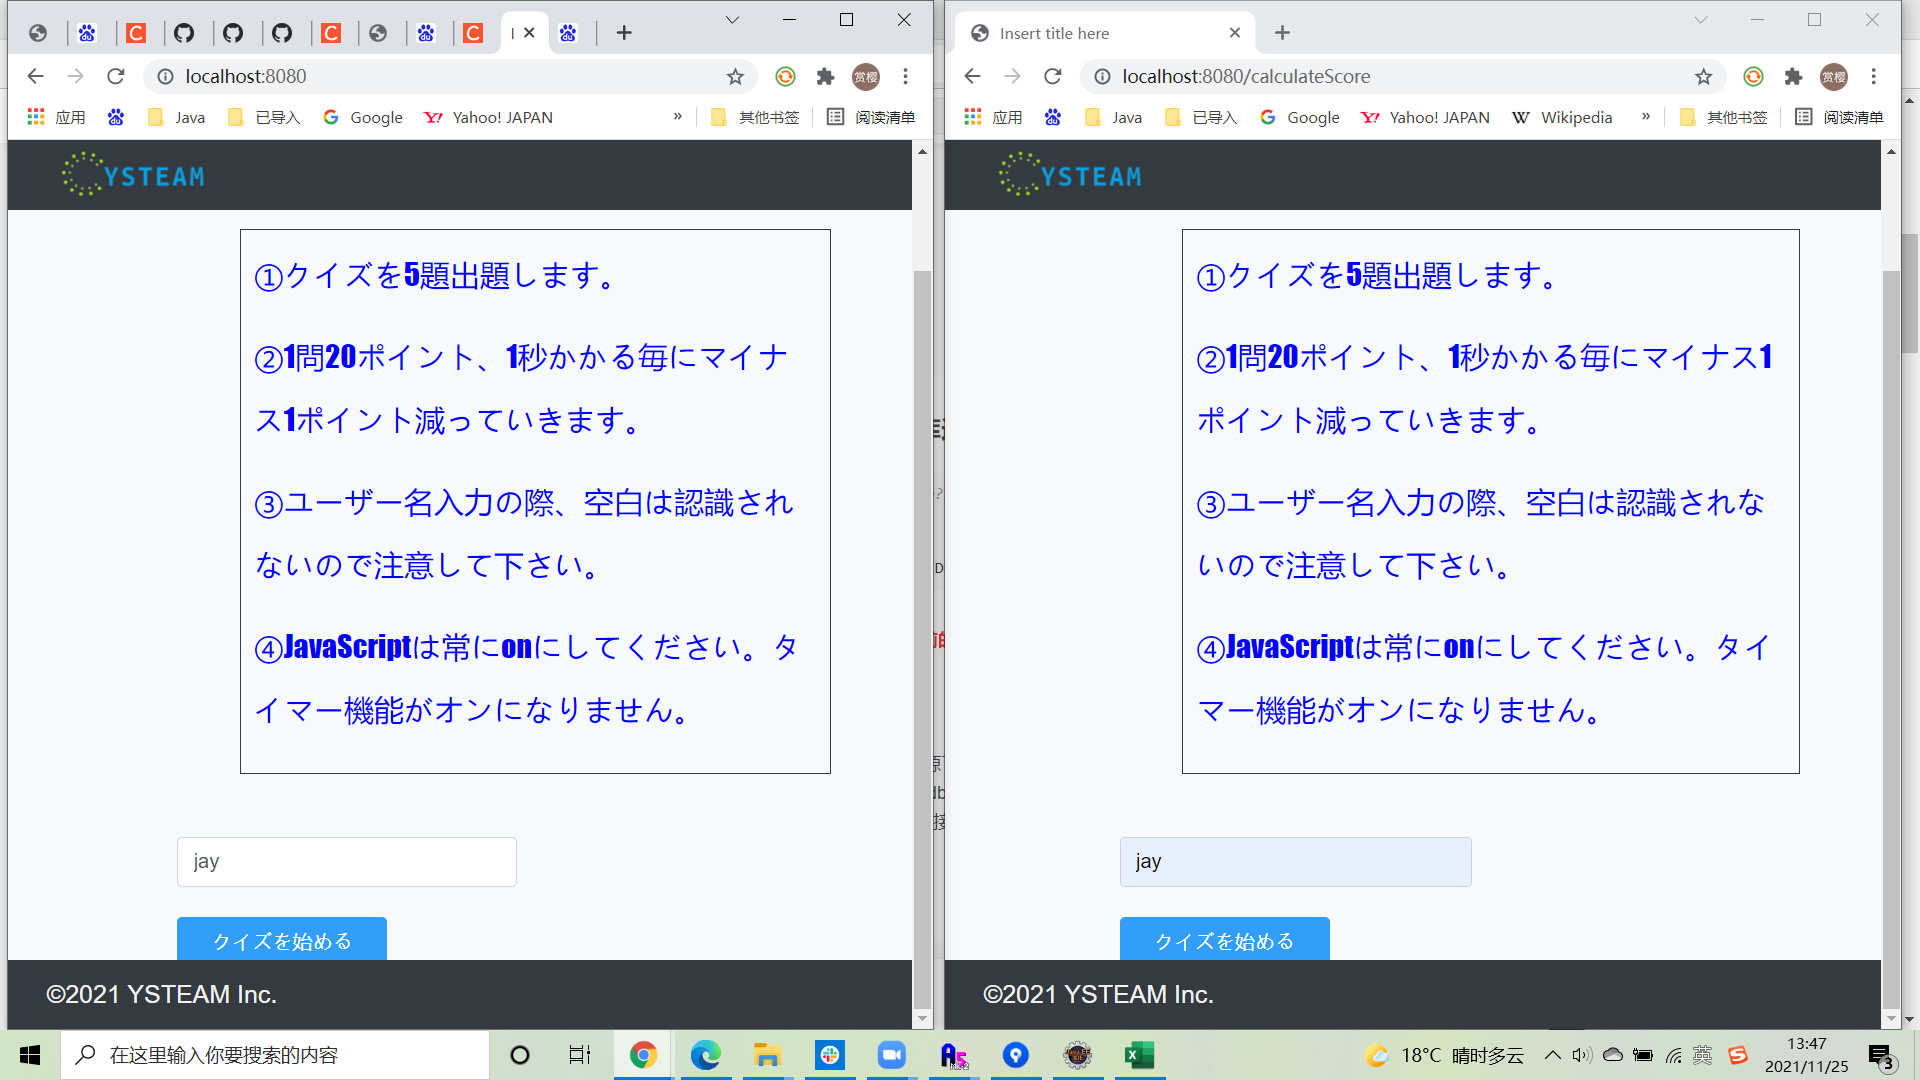 localhost:8080
应用
Java
已导入
Google
Yahoo! JAPAN
»
其他书签
阅读清单
YSTEAM
①クイズを5題出題します。
②1問20ポイント、1秒かかる毎にマイナ
ス1ポイント減っていきます。
③ユーザー名入力の際、空白は認識され
ないので注意して下さい。
④JavaScriptは常にonにしてください。タ
イマー機能がオンになりません。
jay
クイズを始める
©2021 YSTEAM Inc.
Insert title here
localhost:8080/calculateScore
赏樱
应用
Java
已导入
Google
Yahoo! JAPAN
Wikipedia
»
其他书签
阅读清单
YSTEAM
①クイズを5題出題します。
②1問20ポイント、1秒かかる毎にマイナス1
ポイント減っていきます。
③ユーザー名入力の際、空白は認識されな
いので注意して下さい。
④JavaScriptは常にonにしてください。タイ
マー機能がオンになりません。
jay
クイズを始める
©2021 YSTEAM Inc.
在这里输入你要搜索的内容
18°C 晴时多云
英
13:47
2021/11/25
3